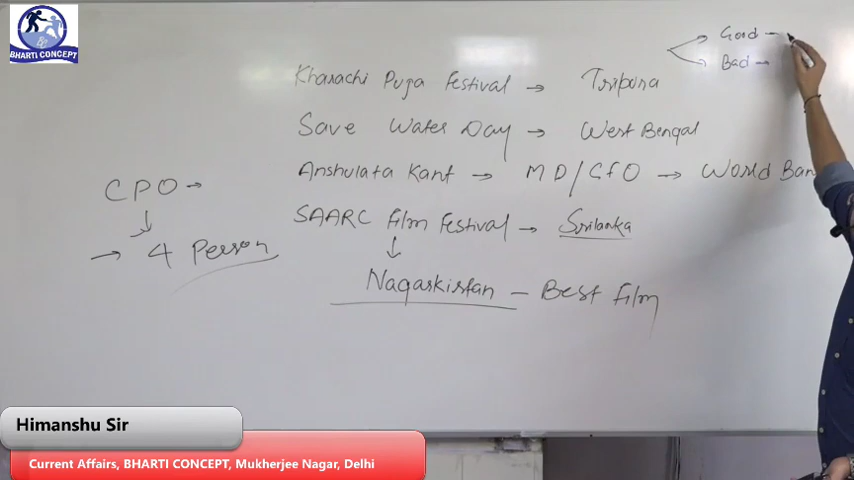 BHARTI CONCEPT
Good -
Bad →
Kharachi Puja festival → Tripura
Save Water Day → West Bengal
Anshulata Kant → MD/CFO → World Ban
CPO →
SAARC film festival → Srilanka
→ 4 Person
Nagarkirtan - Best film
Himanshu Sir
Current Affairs, BHARTI CONCEPT, Mukherjee Nagar, Delhi